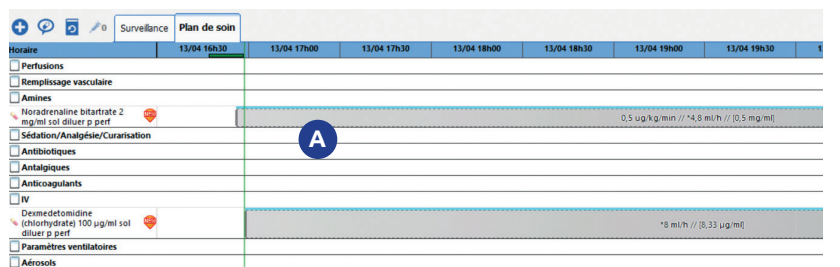 0 Surveillance Plan de soin
Horaire 13/04 16h30 13/04 17h00 13/04 17h30 13/04 18h00 13/04 18h30 13/04 19h00 13/04 19h30 1
Perfusions
Remplissage vasculaire
Amines
Noradrenaline bitartrate 2
mg/ml sol diluer p perf
0,5 ug/kg/min // *4,8 ml/h // [0,5 mg/ml]
A
Sédation/Analgésie/Curarisation
Antibiotiques
Antalgiques
Anticoagulants
IV
Dexmedetomidine
(chlorhydrate) 100 µg/ml sol
diluer p perf
*8 ml/h // [8,33 µg/ml]
Paramètres ventilatoires
Aérosols